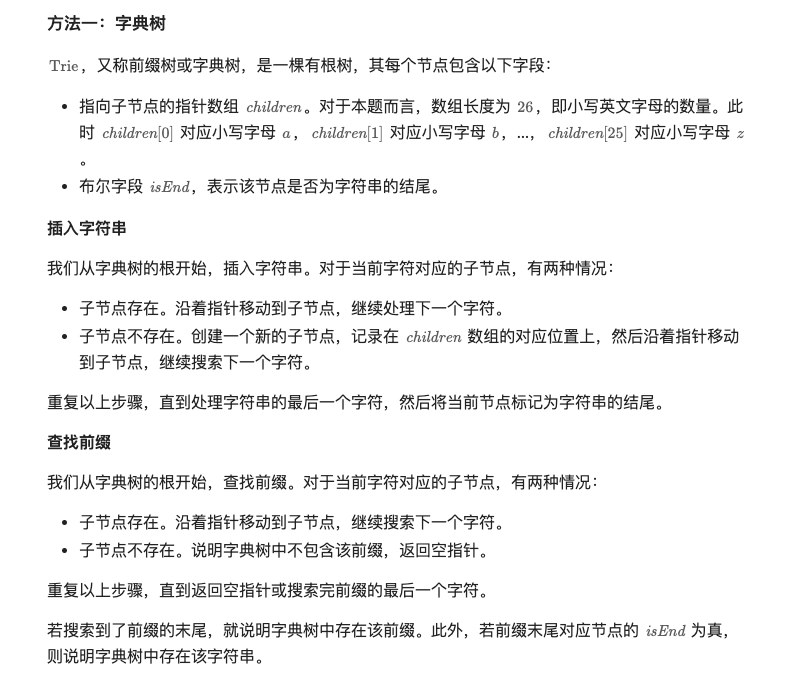 方法一：字典树
Trie，又称前缀树或字典树，是一棵有根树，其每个节点包含以下字段：
• 指向子节点的指针数组 children。对于本题而言，数组长度为 26，即小写英文字母的数量。此
时 children[0] 对应小写字母 a，children[1] 对应小写字母 b，…，children[25] 对应小写字母 z
。
• 布尔字段 isEnd，表示该节点是否为字符串的结尾。
插入字符串
我们从字典树的根开始，插入字符串。对于当前字符对应的子节点，有两种情况：
• 子节点存在。沿着指针移动到子节点，继续处理下一个字符。
• 子节点不存在。创建一个新的子节点，记录在 children 数组的对应位置上，然后沿着指针移动
到子节点，继续搜索下一个字符。
重复以上步骤，直到处理字符串的最后一个字符，然后将当前节点标记为字符串的结尾。
查找前缀
我们从字典树的根开始，查找前缀。对于当前字符对应的子节点，有两种情况：
• 子节点存在。沿着指针移动到子节点，继续搜索下一个字符。
• 子节点不存在。说明字典树中不包含该前缀，返回空指针。
重复以上步骤，直到返回空指针或搜索完前缀的最后一个字符。
若搜索到了前缀的末尾，就说明字典树中存在该前缀。此外，若前缀末尾对应节点的 isEnd 为真，
则说明字典树中存在该字符串。